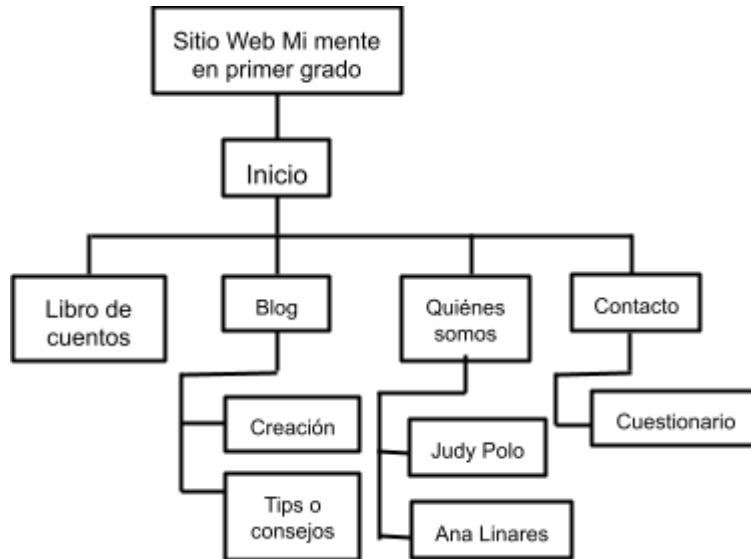 Sitio Web Mi mente
en primer grado
Inicio
Libro de
cuentos
Blog
Quiénes
somos
Contacto
Creación
Tips o
consejos
Judy Polo
Ana Linares
Cuestionario